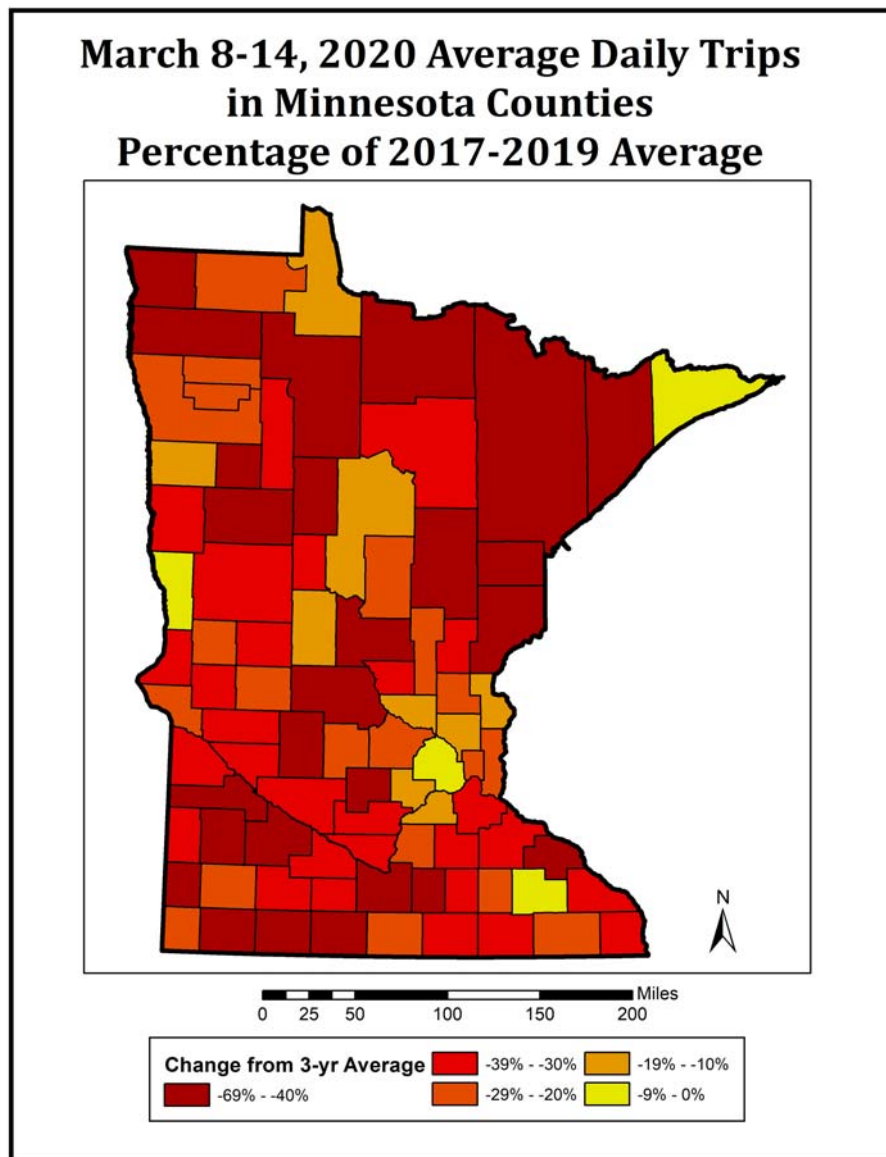 March 8-14, 2020 Average Daily Trips
in Minnesota Counties
Percentage of 2017-2019 Average
N
Miles
0 25 50 100 150 200
Change from 3-yr Average
-69% - -40%
-39% - -30%
-29% - -20%
-19% - -10%
-9% - 0%